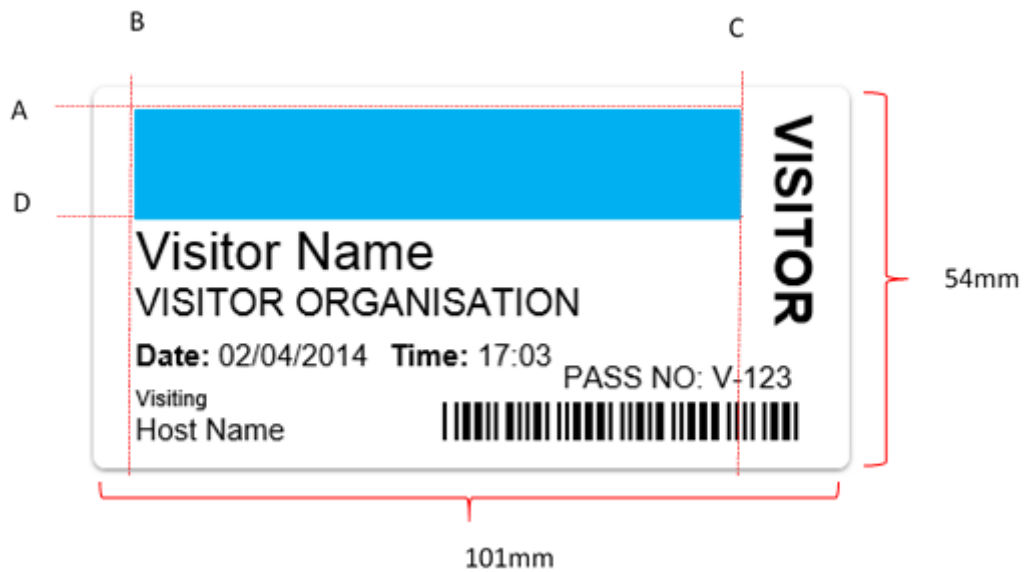 B
C
A
D
VISITOR
Visitor Name
VISITOR ORGANISATION
54mm
Date: 02/04/2014 Time: 17:03
PASS NO: V-123
Visiting
Host Name
101mm